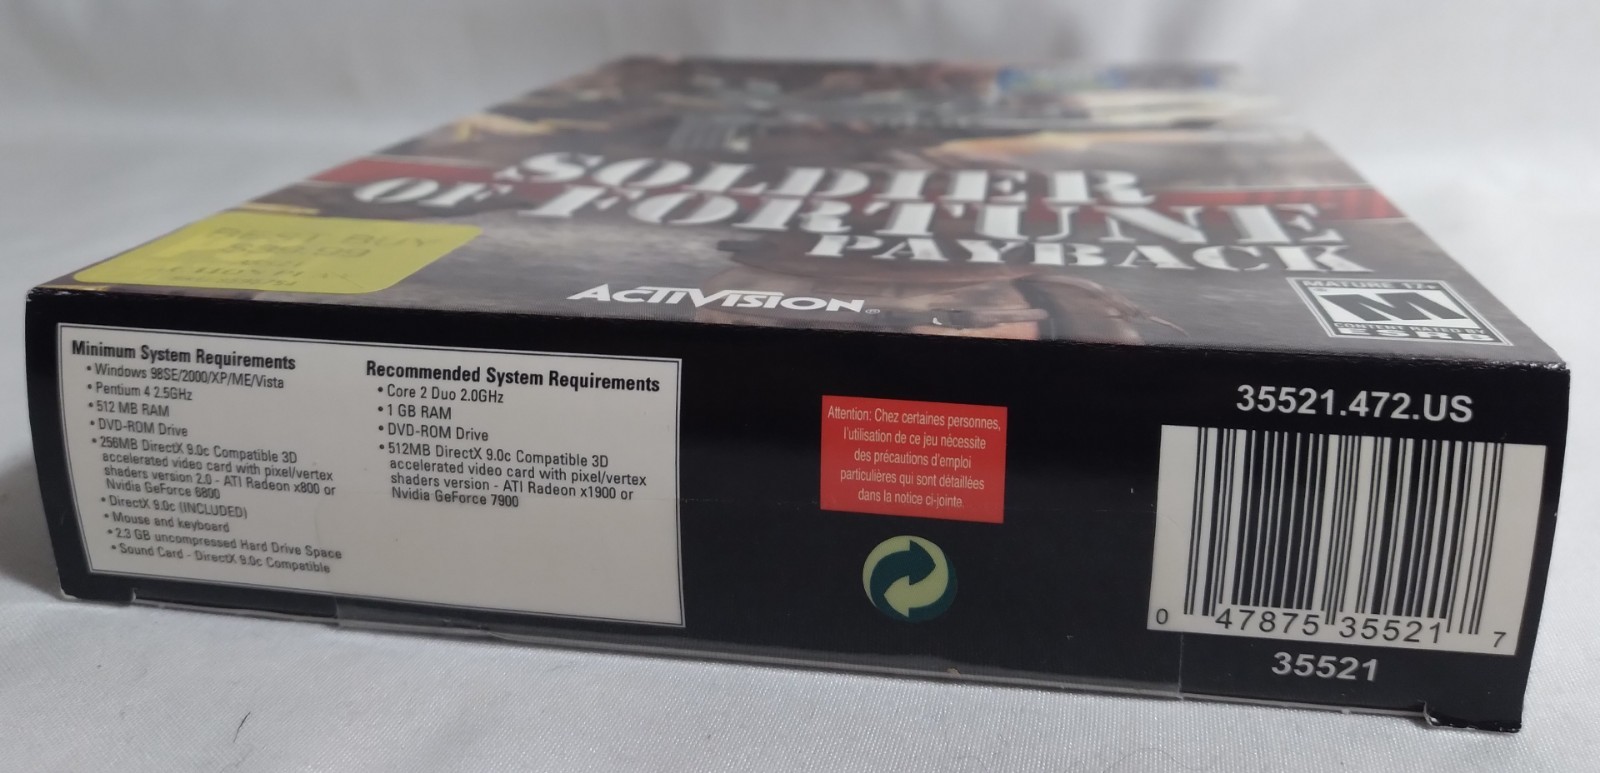 SOLDIER
OF FORTUNE
PAYBACK
BEST BUY
ACTIVISION®
MATURE 17+
M
CONTENT RATED BY
ESRB
Minimum System Requirements
• Windows 98SE/2000/XP/ME/Vista
• Pentium 4 2.5GHz
• 512 MB RAM
• DVD-ROM Drive
• 256MB DirectX 9.0c Compatible 3D
accelerated video card with pixel/vertex
shaders version 2.0 - ATI Radeon x800 or
Nvidia GeForce 6800
• DirectX 9.0c (INCLUDED)
• Mouse and keyboard
• 2.3 GB uncompressed Hard Drive Space
• Sound Card - DirectX 9.0c Compatible
Recommended System Requirements
• Core 2 Duo 2.0GHz
• 1 GB RAM
• DVD-ROM Drive
• 512MB DirectX 9.0c Compatible 3D
accelerated video card with pixel/vertex
shaders version - ATI Radeon x1900 or
Nvidia GeForce 7900
Attention: Chez certaines personnes,
l'utilisation de ce jeu nécessite
des précautions d'emploi
particulières qui sont détaillées
dans la notice ci-jointe.
35521.472.US
0 47875 35521 7
35521